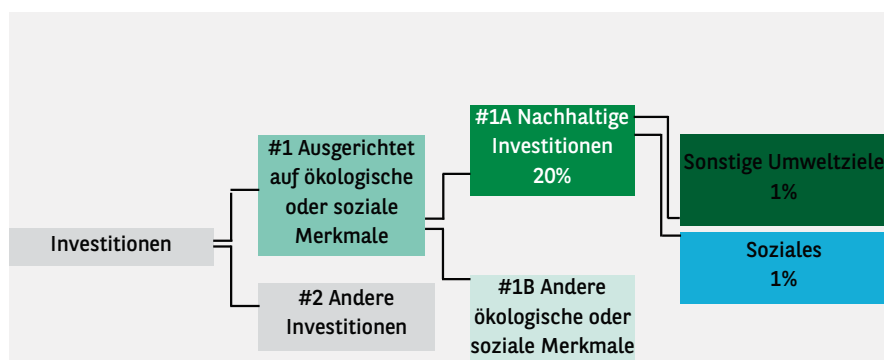 Investitionen
#1 Ausgerichtet
auf ökologische
oder soziale
Merkmale
#2 Andere
Investitionen
#1A Nachhaltige
Investitionen
20%
#1B Andere
ökologische oder
soziale Merkmale
Sonstige Umweltziele
1%
Soziales
1%